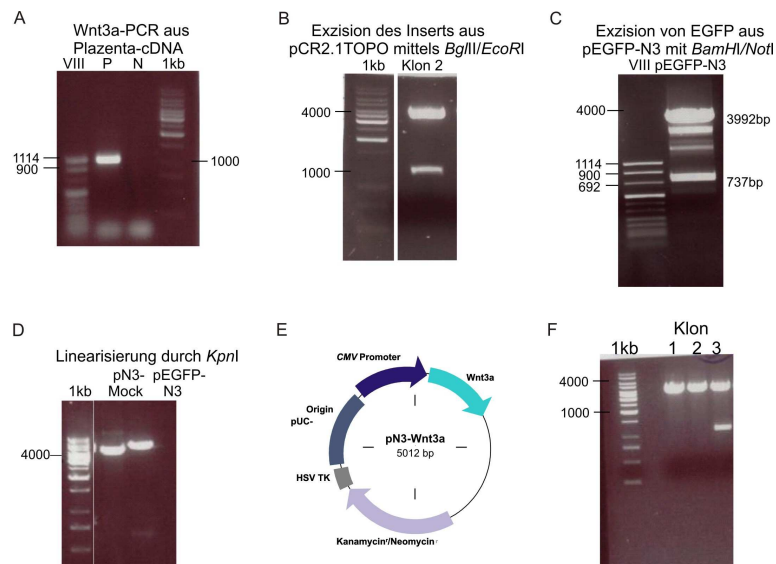 A
Wnt3a-PCR aus
Plazenta-cDNA
VIII P N 1kb
1114
900
1000
B
Exzision des Inserts aus
pCR2.1TOPO mittels BglII/EcoRI
1kb Klon 2
4000
1000
C
Exzision von EGFP aus
pEGFP-N3 mit BamHI/NotI
VIII pEGFP-N3
4000
3992bp
1114
900
692
737bp
D
Linearisierung durch KpnI
pN3- pEGFP-
1kb Mock N3
4000
E
CMV Promoter
Wnt3a
Origin
pUC-
pN3-Wnt3a
5012 bp
HSV TK
Kanamycinr/Neomycinr
F
Klon
1kb 1 2 3
4000
1000